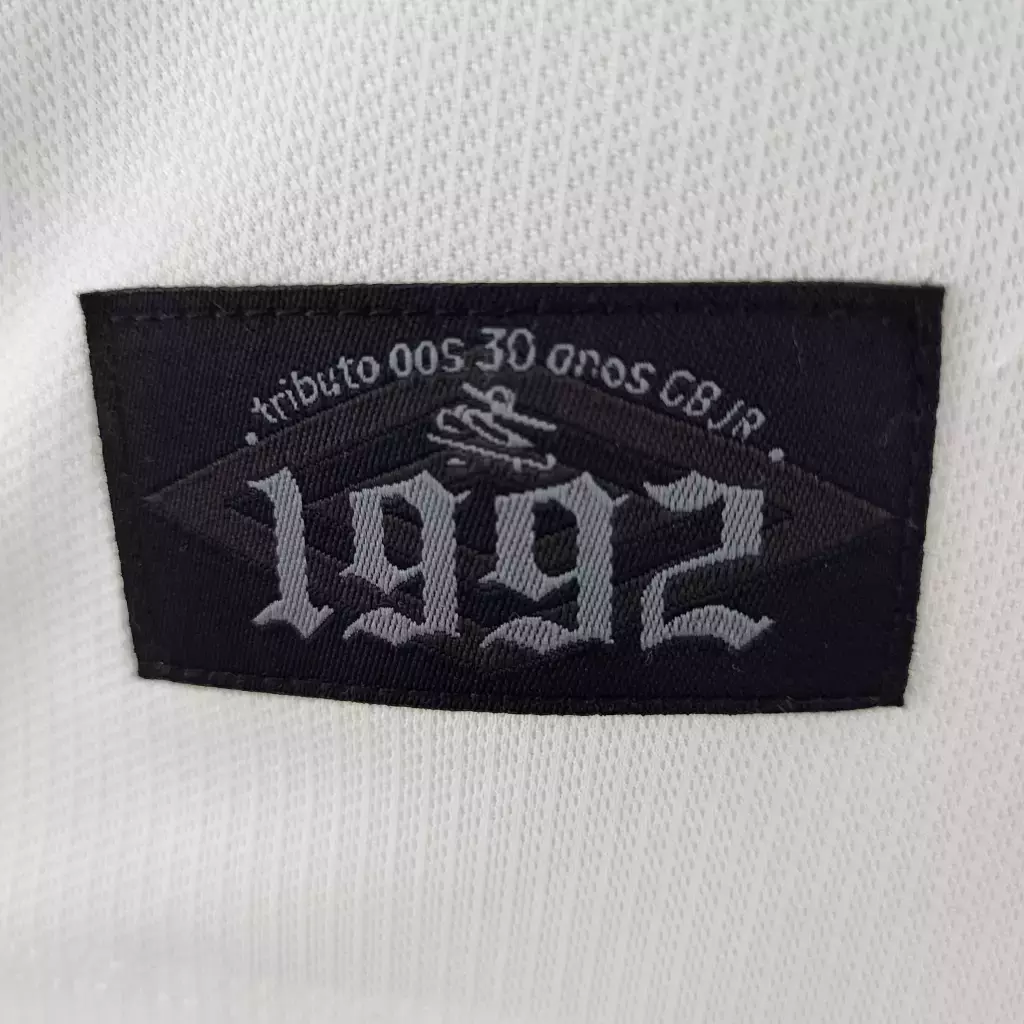 . tributo aos 30 anos CBJR .
1992